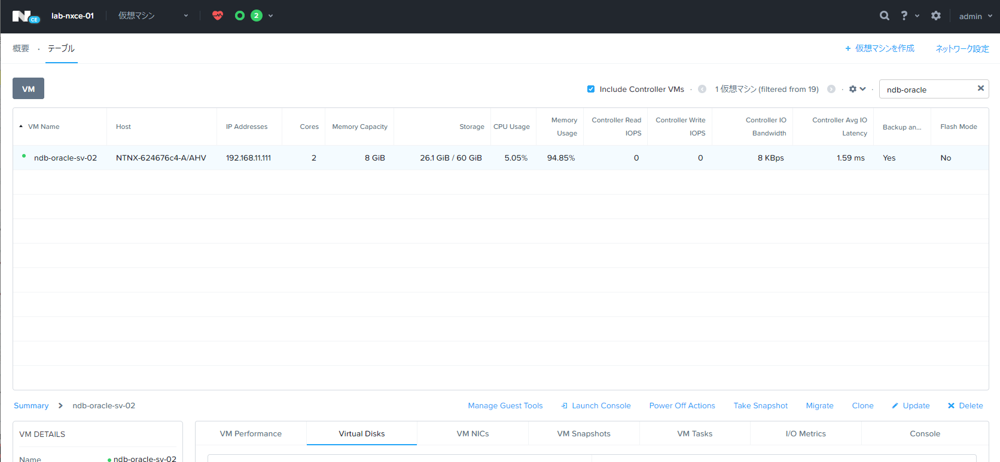 N CE lab-nxce-01 仮想マシン 2 ? admin
概要 · テーブル + 仮想マシンを作成 ネットワーク設定
VM Include Controller VMs · 1 仮想マシン (filtered from 19) · · ndb-oracle
VM Name Host IP Addresses Cores Memory Capacity Storage CPU Usage Memory Usage Controller Read IOPS Controller Write IOPS Controller IO Bandwidth Controller Avg IO Latency Backup an... Flash Mode
ndb-oracle-sv-02 NTNX-624676c4-A/AHV 192.168.11.111 2 8 GiB 26.1 GiB / 60 GiB 5.05% 94.85% 0 0 8 KBps 1.59 ms Yes No
Summary > ndb-oracle-sv-02 Manage Guest Tools Launch Console Power Off Actions Take Snapshot Migrate Clone Update Delete
VM DETAILS VM Performance Virtual Disks VM NICs VM Snapshots VM Tasks I/O Metrics Console
Name ndb-oracle-sv-02